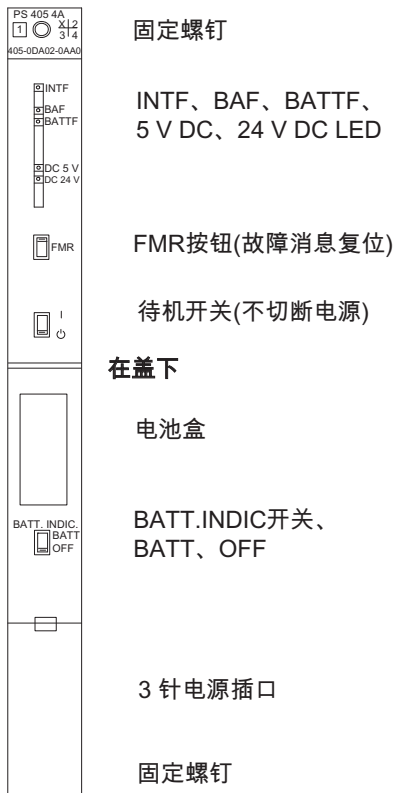 PS 405 4A
1 X 2
3 4
405-0DA02-0AA0
固定螺钉
INTF
BAF
BATTF
DC 5 V
DC 24 V
INTF、BAF、BATTF、
5 V DC、24 V DC LED
FMR
FMR按钮(故障消息复位)
I
待机开关(不切断电源)
在盖下
电池盒
BATT. INDIC.
BATT
OFF
BATT.INDIC开关、
BATT、OFF
3 针电源插口
固定螺钉